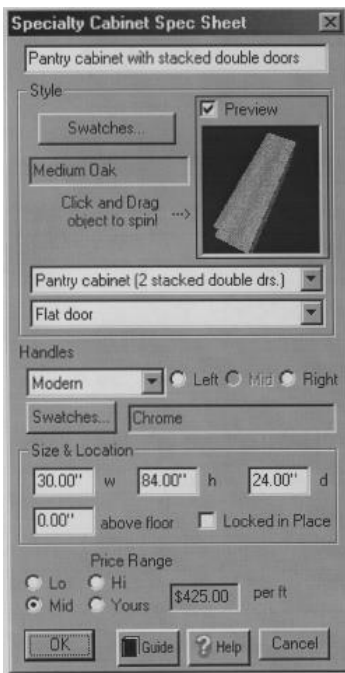 Specialty Cabinet Spec Sheet
Pantry cabinet with stacked double doors
Style
Preview
Swatches...
Medium Oak
Click and Drag
object to spin! --->
Pantry cabinet (2 stacked double drs.)
Flat door
Handles
Modern Left Mid Right
Swatches... Chrome
Size & Location
30.00" w 84.00" h 24.00" d
0.00" above floor Locked in Place
Price Range
Lo Hi
Mid Yours $425.00 per ft
OK Guide ? Help Cancel